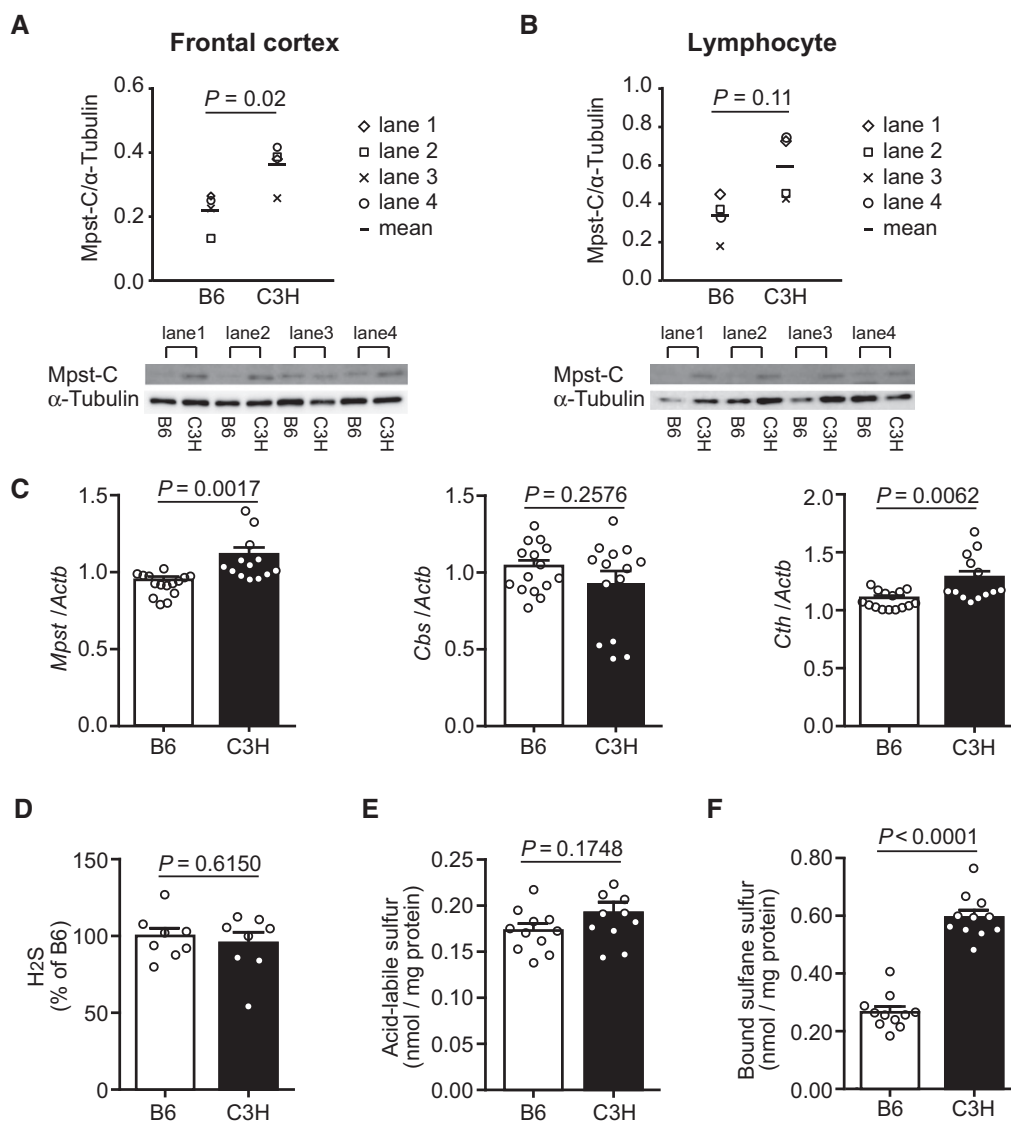 A
Frontal cortex
Mpst-C/α-Tubulin
0.6
0.4
0.2
0.0
P = 0.02
B6
C3H
lane 1
lane 2
lane 3
lane 4
mean
lane1
lane2
lane3
lane4
Mpst-C
α-Tubulin
B6
C3H
B6
C3H
B6
C3H
B6
C3H
B
Lymphocyte
Mpst-C/α-Tubulin
1.0
0.8
0.6
0.4
0.2
0.0
P = 0.11
B6
C3H
lane 1
lane 2
lane 3
lane 4
mean
lane1
lane2
lane3
lane4
Mpst-C
α-Tubulin
B6
C3H
B6
C3H
B6
C3H
B6
C3H
C
Mpst / Actb
1.5
1.0
0.5
0.0
P = 0.0017
B6
C3H
Cbs / Actb
1.5
1.0
0.5
0.0
P = 0.2576
B6
C3H
Cth / Actb
2.0
1.5
1.0
0.5
0.0
P = 0.0062
B6
C3H
D
H2S
(% of B6)
150
100
50
0
P = 0.6150
B6
C3H
E
Acid-labile sulfur
(nmol / mg protein)
0.25
0.20
0.15
0.10
0.05
0.00
P = 0.1748
B6
C3H
F
Bound sulfane sulfur
(nmol / mg protein)
0.80
0.60
0.40
0.20
0.00
P < 0.0001
B6
C3H